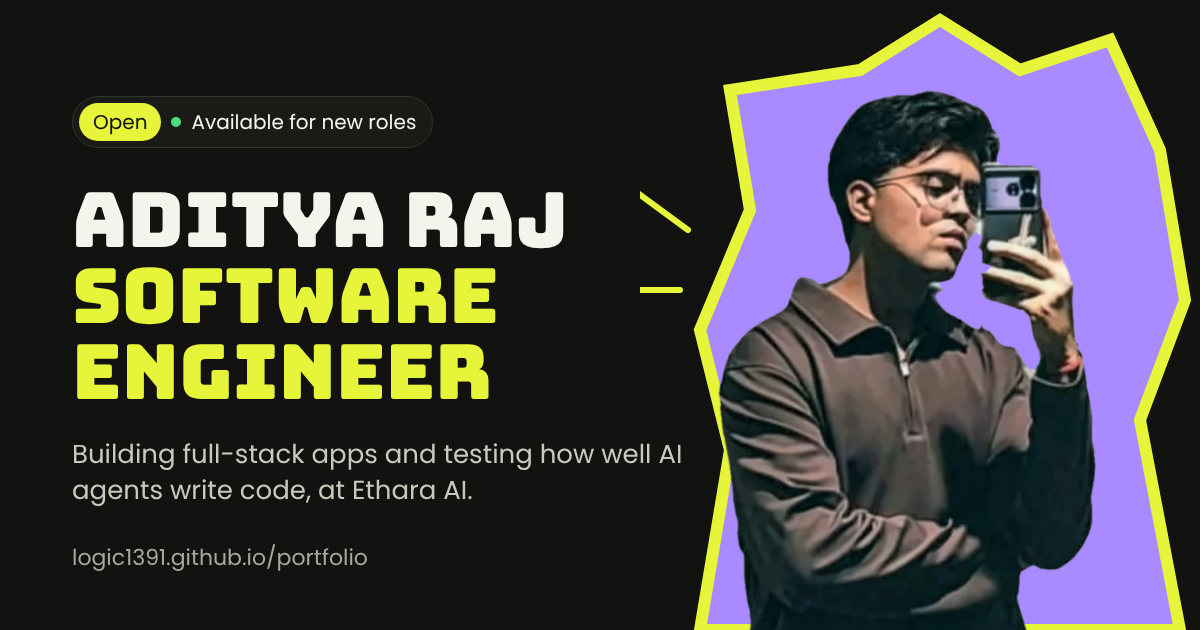 Open Available for new roles
ADITYA RAJ
SOFTWARE
ENGINEER
Building full-stack apps and testing how well AI
agents write code, at Ethara AI.
logic1391.github.io/portfolio